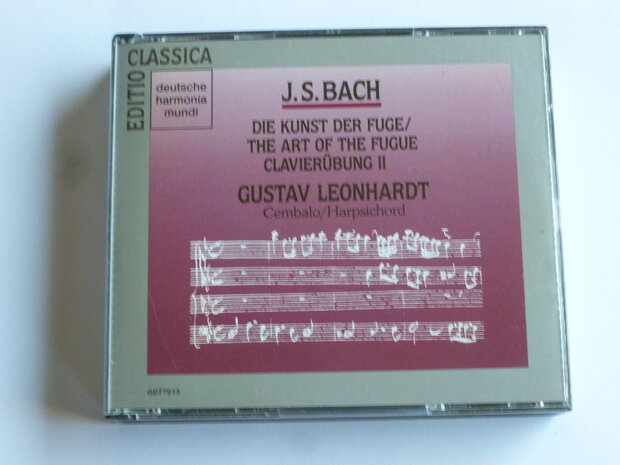 EDITIO CLASSICA
deutsche
harmonia
mundi
J.S. BACH
DIE KUNST DER FUGE/
THE ART OF THE FUGUE
CLAVIERÜBUNG II
GUSTAV LEONHARDT
Cembalo/Harpsichord
GD77013